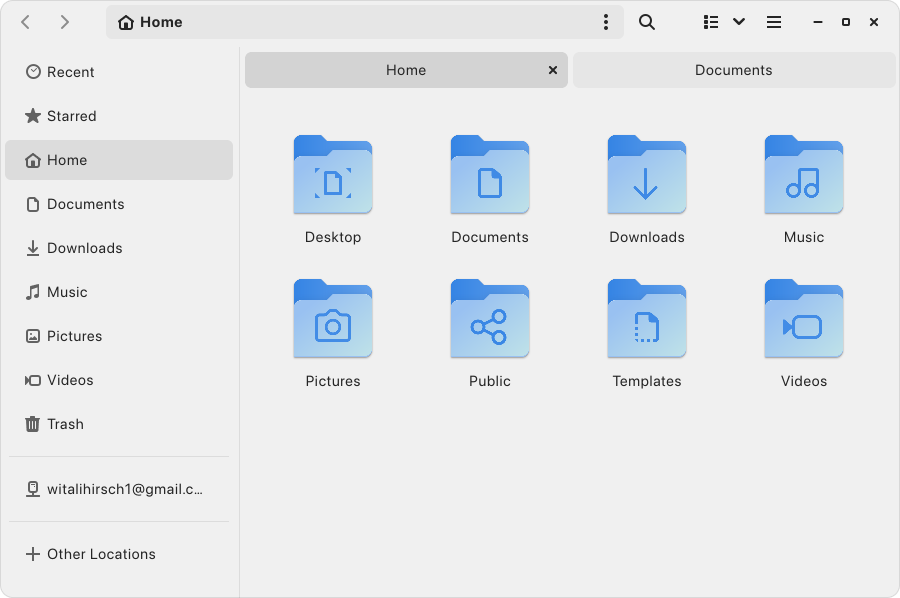 Home
Recent
Starred
Home
Documents
Downloads
Music
Pictures
Videos
Trash
witalihirsch1@gmail.c...
Other Locations
Home
Documents
Desktop
Documents
Downloads
Music
Pictures
Public
Templates
Videos